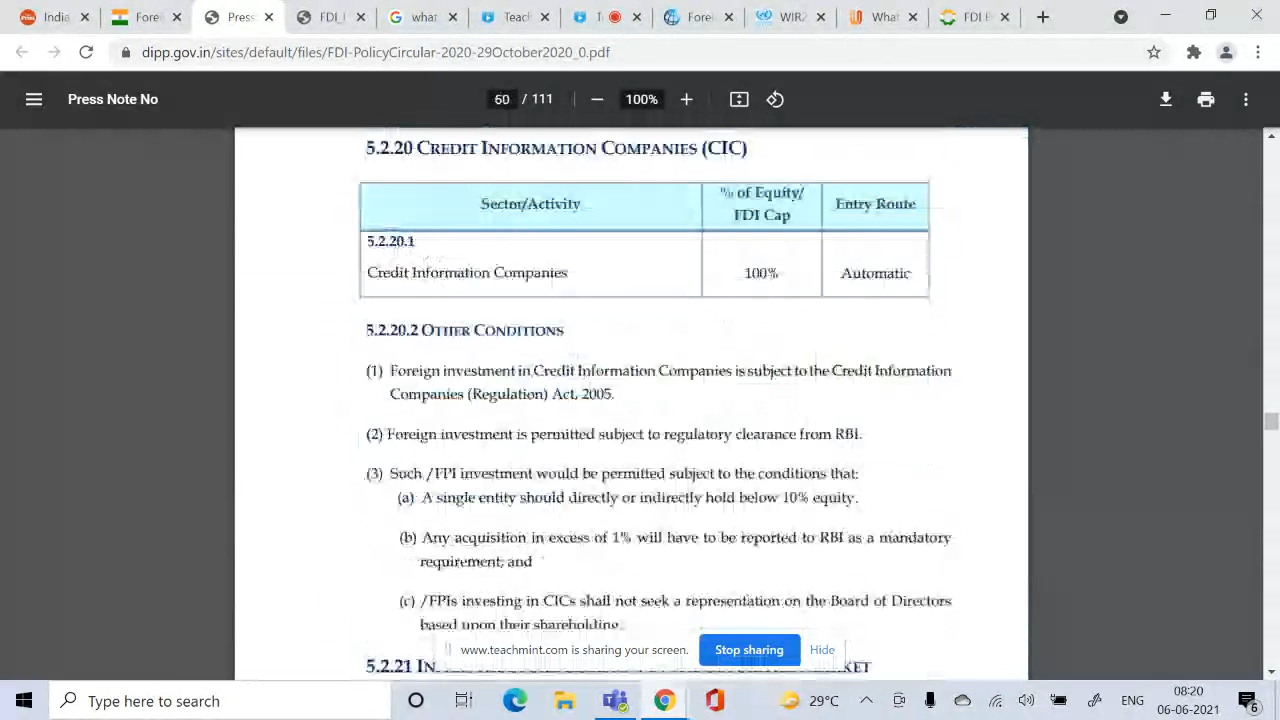 India
Fore
Press
FDI_I
what
Teach
T
Fore
WIRA
What
FDI E
dipp.gov.in/sites/default/files/FDI-PolicyCircular-2020-29October2020_0.pdf
Press Note No
60 / 111
100%
5.2.20 CREDIT INFORMATION COMPANIES (CIC)
Sector/Activity
% of Equity/
FDI Cap
Entry Route
5.2.20.1
Credit Information Companies
100%
Automatic
5.2.20.2 OTHER CONDITIONS
(1) Foreign investment in Credit Information Companies is subject to the Credit Information
Companies (Regulation) Act, 2005.
(2) Foreign investment is permitted subject to regulatory clearance from RBI.
(3) Such /FPI investment would be permitted subject to the conditions that:
(a) A single entity should directly or indirectly hold below 10% equity.
(b) Any acquisition in excess of 1% will have to be reported to RBI as a mandatory
requirement; and
(c) /FPIs investing in CICs shall not seek a representation on the Board of Directors
based upon their shareholding.
www.teachmint.com is sharing your screen.
Stop sharing
Hide
5.2.21 IN
KET
Type here to search
29°C
ENG
08:20
06-06-2021
6